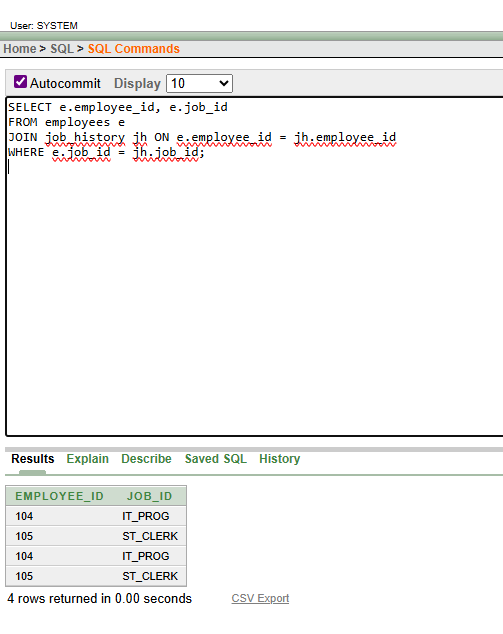 User: SYSTEM
Home > SQL > SQL Commands
Autocommit Display 10
SELECT e.employee_id, e.job_id
FROM employees e
JOIN job_history jh ON e.employee_id = jh.employee_id
WHERE e.job_id = jh.job_id;
Results Explain Describe Saved SQL History
EMPLOYEE_ID JOB_ID
104 IT_PROG
105 ST_CLERK
104 IT_PROG
105 ST_CLERK
4 rows returned in 0.00 seconds CSV Export